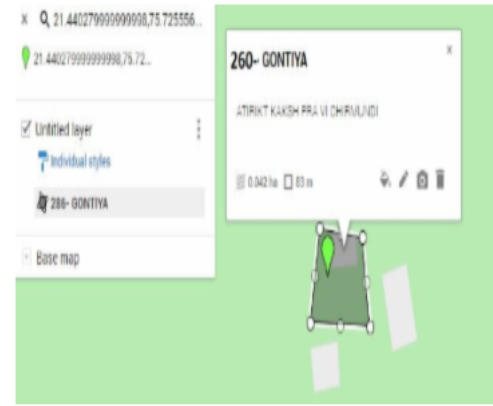 × 21.440279999999998,75.725556...
21.440279999999998,75.72...
Untitled layer
Individual styles
286- GONTIYA
Base map
260- GONTIYA ×
ATIRIKT KAKSH PRA VI DHIRMUNDI
0.042 ha 83 m